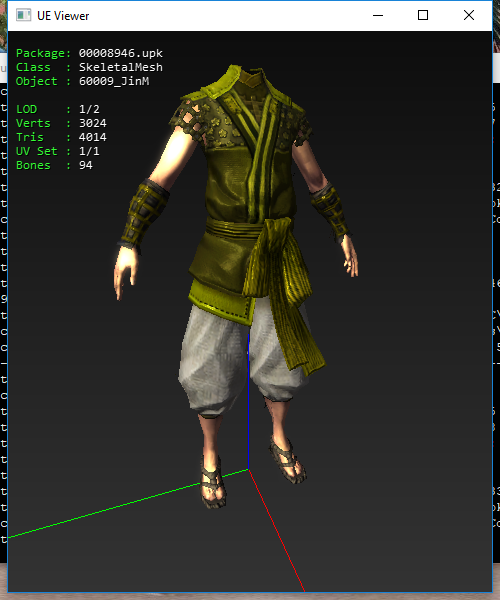 UE Viewer
Package: 00008946.upk
Class : SkeletalMesh
Object : 60009_JinM
LOD : 1/2
Verts : 3024
Tris : 4014
UV Set : 1/1
Bones : 94